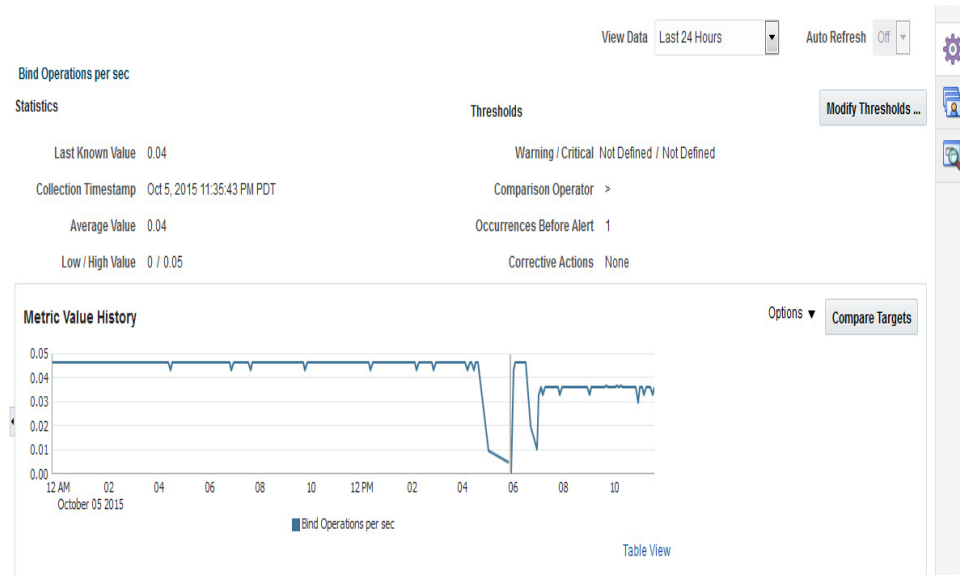 View Data Last 24 Hours Auto Refresh Off
Bind Operations per sec
Statistics
Thresholds
Modify Thresholds ...
Last Known Value 0.04
Warning / Critical Not Defined / Not Defined
Collection Timestamp Oct 5, 2015 11:35:43 PM PDT
Comparison Operator >
Average Value 0.04
Occurrences Before Alert 1
Low / High Value 0 / 0.05
Corrective Actions None
Metric Value History
Options
Compare Targets
0.05
0.04
0.03
0.02
0.01
0.00
12 AM 02 04 06 08 10 12 PM 02 04 06 08 10
October 05 2015
Bind Operations per sec
Table View